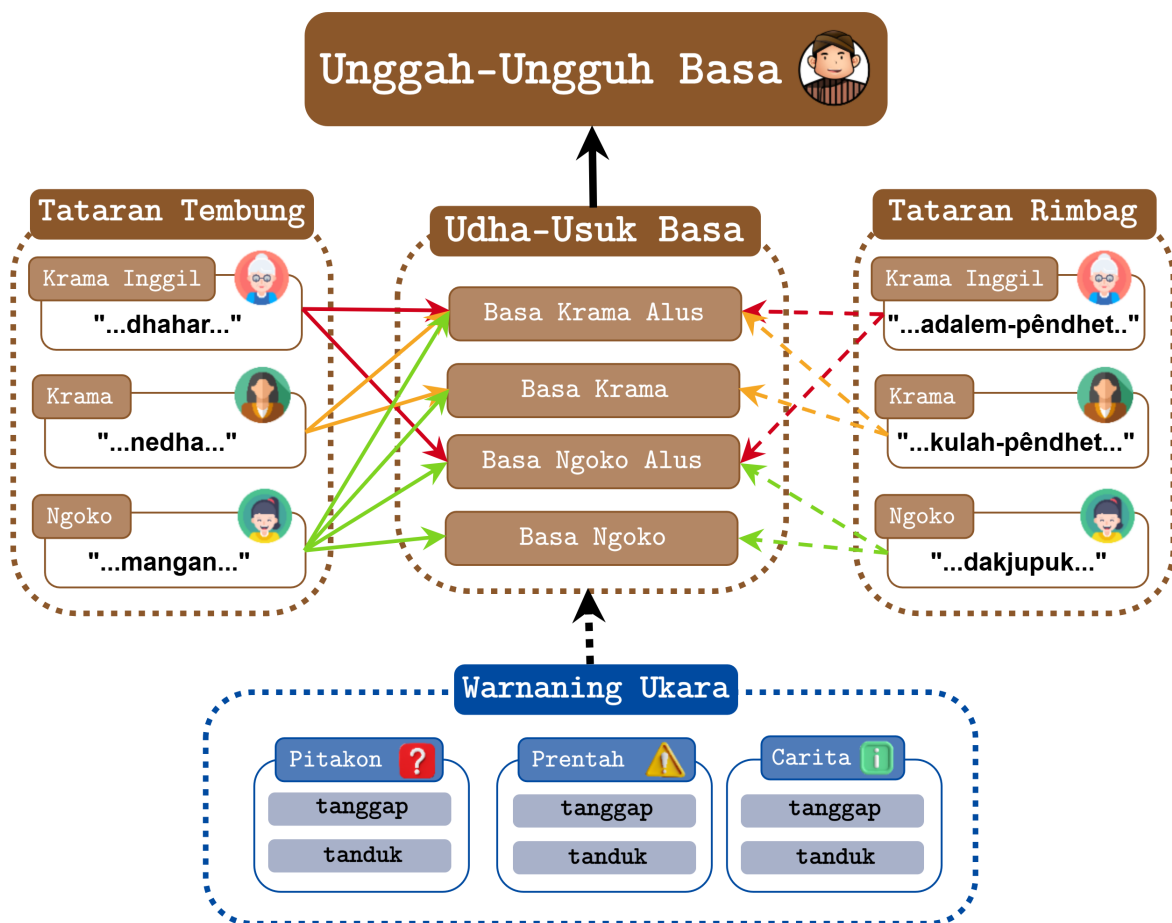 Unggah-Ungguh Basa
Tataran Tembung
Krama Inggil
"...dhahar..."
Krama
"...nedha..."
Ngoko
"...mangan..."
Udha-Usuk Basa
Basa Krama Alus
Basa Krama
Basa Ngoko Alus
Basa Ngoko
Tataran Rimbag
Krama Inggil
"...adalem-pêndhet.."
Krama
"...kulah-pêndhet..."
Ngoko
"...dakjupuk..."
Warnaning Ukara
Pitakon ?
tanggap
tanduk
Prentah
tanggap
tanduk
Carita i
tanggap
tanduk